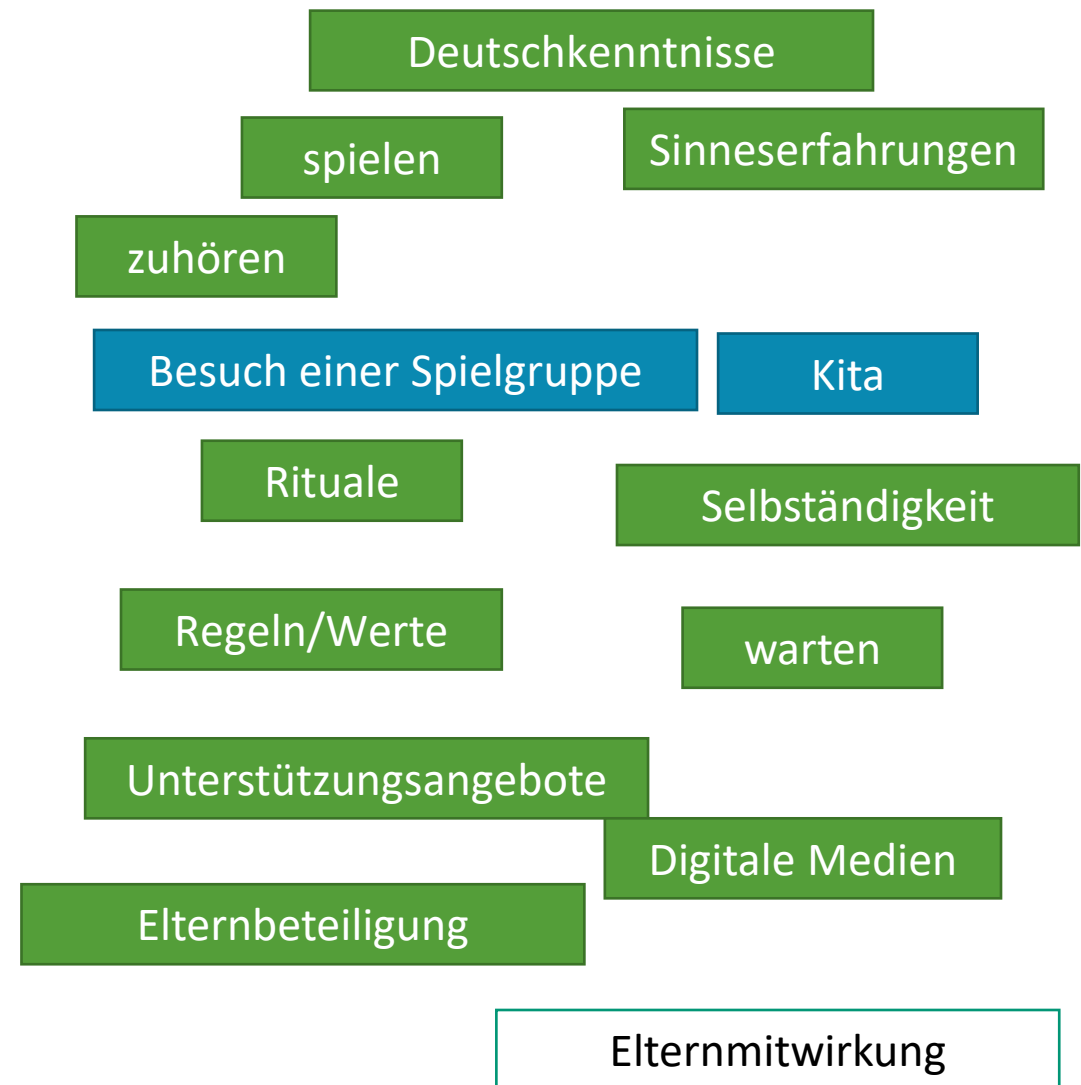 Deutschkenntnisse
spielen
Sinneserfahrungen
zuhören
Besuch einer Spielgruppe
Kita
Rituale
Selbständigkeit
Regeln/Werte
warten
Unterstützungsangebote
Digitale Medien
Elternbeteiligung
Elternmitwirkung